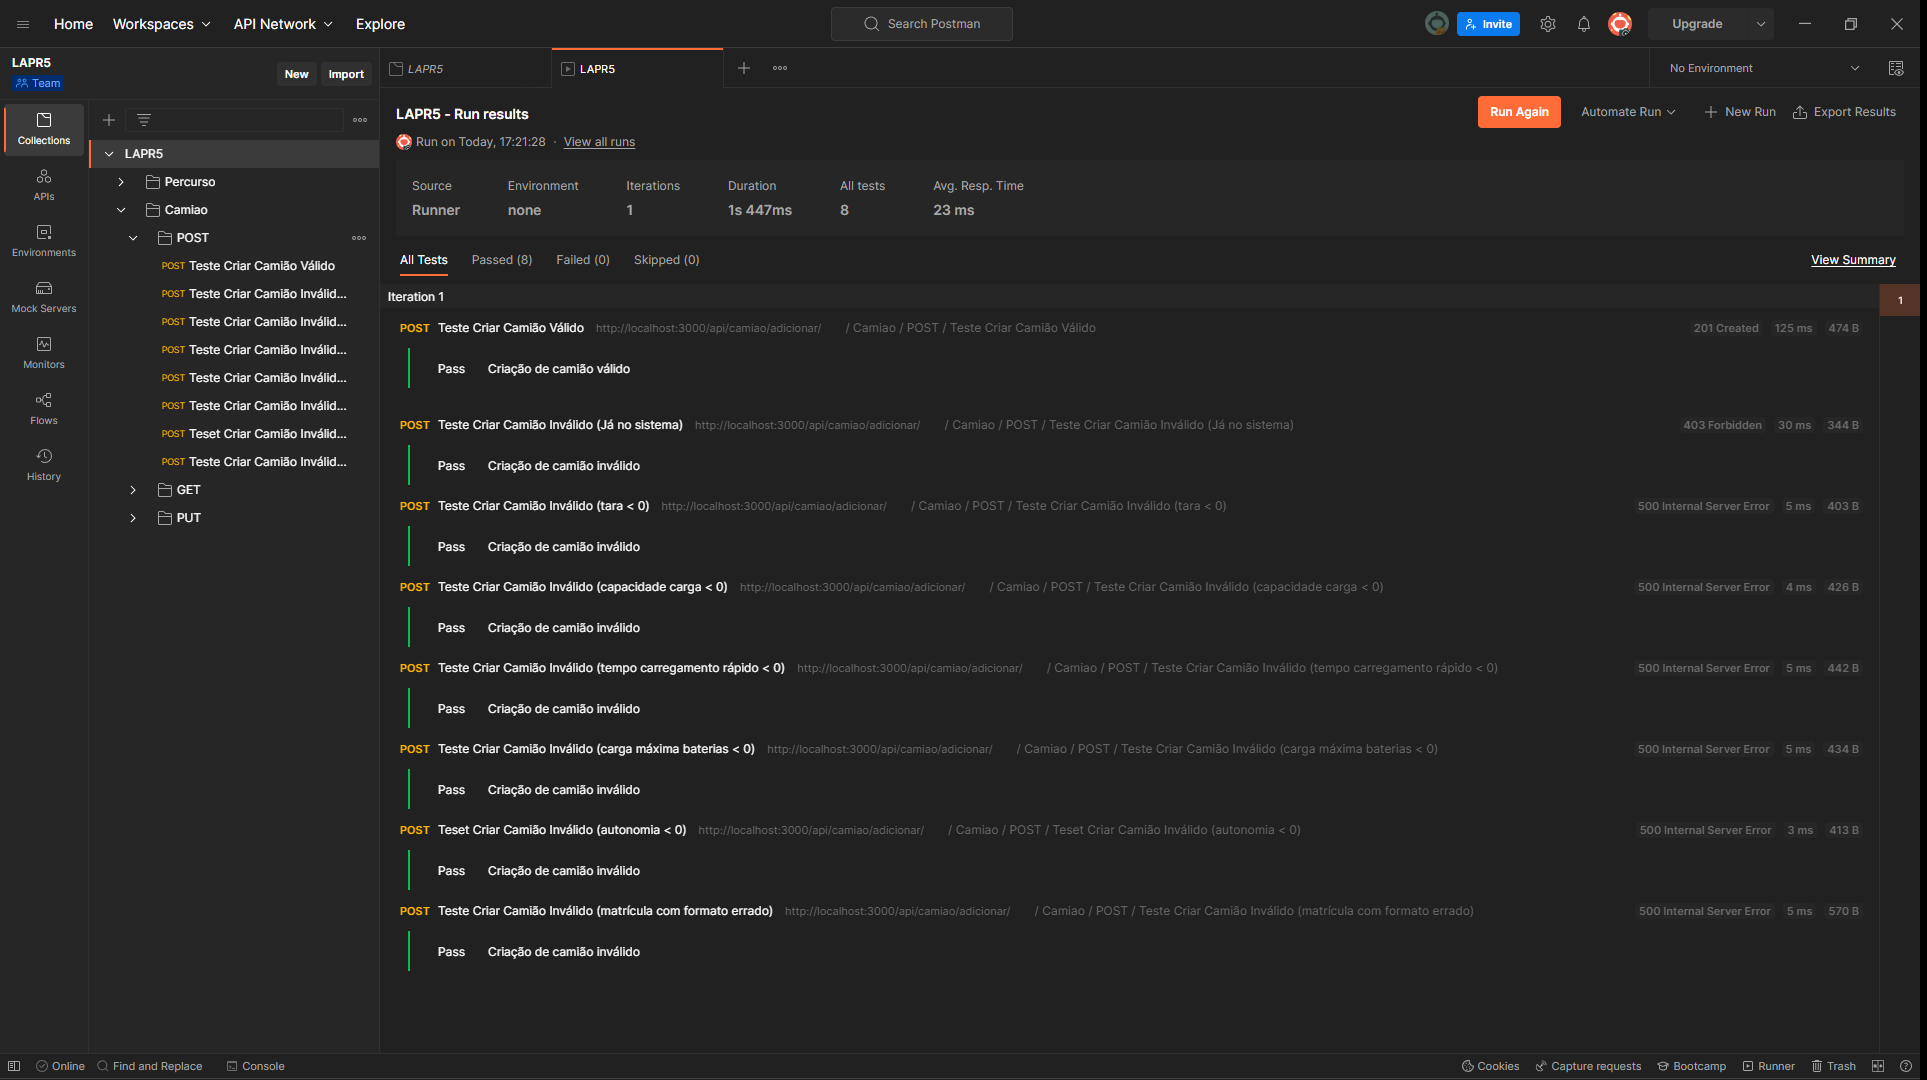 Home Workspaces API Network Explore Search Postman Invite Upgrade
LAPR5
Team
New Import
LAPR5 LAPR5 No Environment
Collections
APIs
Environments
Mock Servers
Monitors
Flows
History
LAPR5
Percurso
Camiao
POST
POST Teste Criar Camião Válido
POST Teste Criar Camião Inválid...
POST Teste Criar Camião Inválid...
POST Teste Criar Camião Inválid...
POST Teste Criar Camião Inválid...
POST Teste Criar Camião Inválid...
POST Teset Criar Camião Inválid...
POST Teste Criar Camião Inválid...
GET
PUT
LAPR5 - Run results
Run Again Automate Run New Run Export Results
Run on Today, 17:21:28 · View all runs
Source Environment Iterations Duration All tests Avg. Resp. Time
Runner none 1 1s 447ms 8 23 ms
All Tests Passed (8) Failed (0) Skipped (0) View Summary
Iteration 1
1
POST Teste Criar Camião Válido http://localhost:3000/api/camiao/adicionar/ / Camiao / POST / Teste Criar Camião Válido 201 Created 125 ms 474 B
Pass Criação de camião válido
POST Teste Criar Camião Inválido (Já no sistema) http://localhost:3000/api/camiao/adicionar/ / Camiao / POST / Teste Criar Camião Inválido (Já no sistema) 403 Forbidden 30 ms 344 B
Pass Criação de camião inválido
POST Teste Criar Camião Inválido (tara < 0) http://localhost:3000/api/camiao/adicionar/ / Camiao / POST / Teste Criar Camião Inválido (tara < 0) 500 Internal Server Error 5 ms 403 B
Pass Criação de camião inválido
POST Teste Criar Camião Inválido (capacidade carga < 0) http://localhost:3000/api/camiao/adicionar/ / Camiao / POST / Teste Criar Camião Inválido (capacidade carga < 0) 500 Internal Server Error 4 ms 426 B
Pass Criação de camião inválido
POST Teste Criar Camião Inválido (tempo carregamento rápido < 0) http://localhost:3000/api/camiao/adicionar/ / Camiao / POST / Teste Criar Camião Inválido (tempo carregamento rápido < 0) 500 Internal Server Error 5 ms 442 B
Pass Criação de camião inválido
POST Teste Criar Camião Inválido (carga máxima baterias < 0) http://localhost:3000/api/camiao/adicionar/ / Camiao / POST / Teste Criar Camião Inválido (carga máxima baterias < 0) 500 Internal Server Error 5 ms 434 B
Pass Criação de camião inválido
POST Teset Criar Camião Inválido (autonomia < 0) http://localhost:3000/api/camiao/adicionar/ / Camiao / POST / Teset Criar Camião Inválido (autonomia < 0) 500 Internal Server Error 3 ms 413 B
Pass Criação de camião inválido
POST Teste Criar Camião Inválido (matrícula com formato errado) http://localhost:3000/api/camiao/adicionar/ / Camiao / POST / Teste Criar Camião Inválido (matrícula com formato errado) 500 Internal Server Error 5 ms 570 B
Pass Criação de camião inválido
Online Find and Replace Console Cookies Capture requests Bootcamp Runner Trash